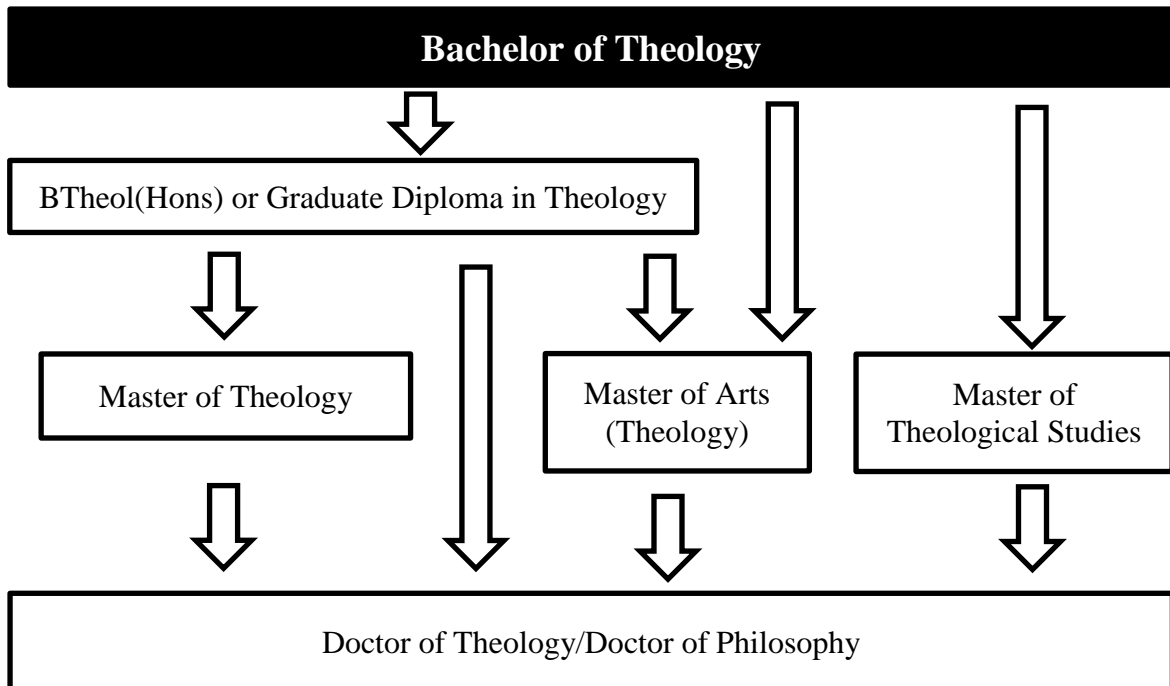 Bachelor of Theology
BTheol(Hons) or Graduate Diploma in Theology
Master of Theology
Master of Arts
(Theology)
Master of
Theological Studies
Doctor of Theology/Doctor of Philosophy